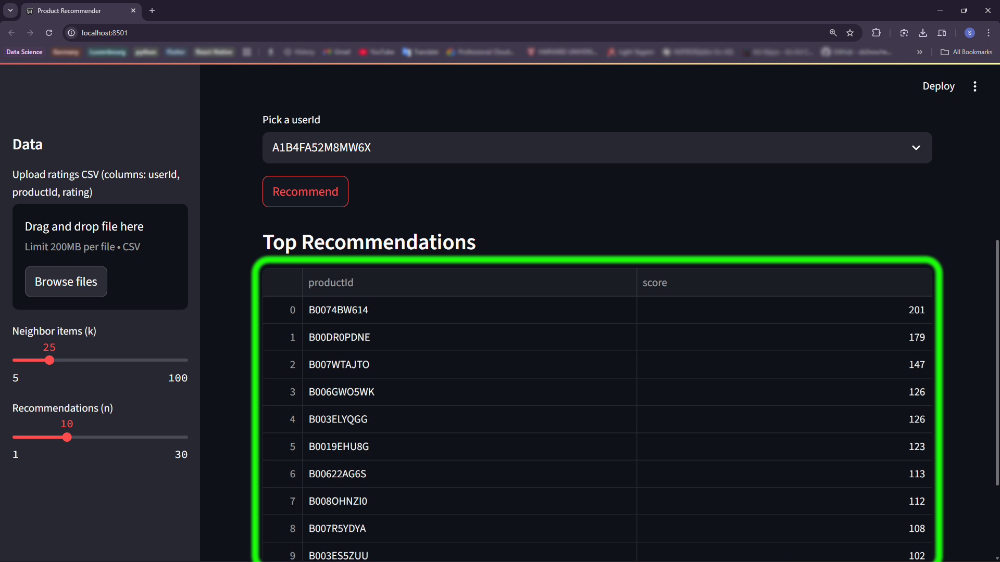 Product Recommender
localhost:8501
S
Data Science
All Bookmarks
Deploy
Data
Upload ratings CSV (columns: userId,
productId, rating)
Drag and drop file here
Limit 200MB per file • CSV
Browse files
Neighbor items (k)
25
5 100
Recommendations (n)
10
1 30
Pick a userId
A1B4FA52M8MW6X
Recommend
Top Recommendations
productId score
0 B0074BW614 201
1 B00DR0PDNE 179
2 B007WTAJTO 147
3 B006GWO5WK 126
4 B003ELYQGG 126
5 B0019EHU8G 123
6 B00622AG6S 113
7 B008OHNZI0 112
8 B007R5YDYA 108
9 B003ES5ZUU 102